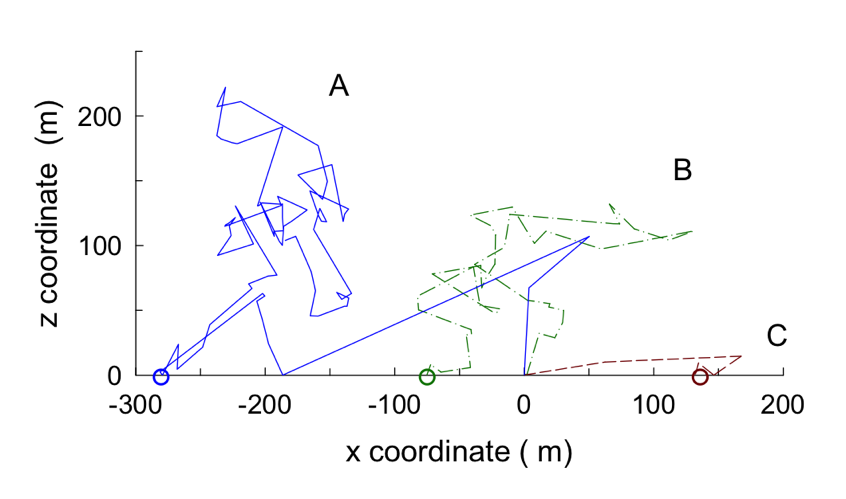 A
200
B
z coordinate (m)
100
C
0
-300
-200
-100
0
100
200
x coordinate ( m)